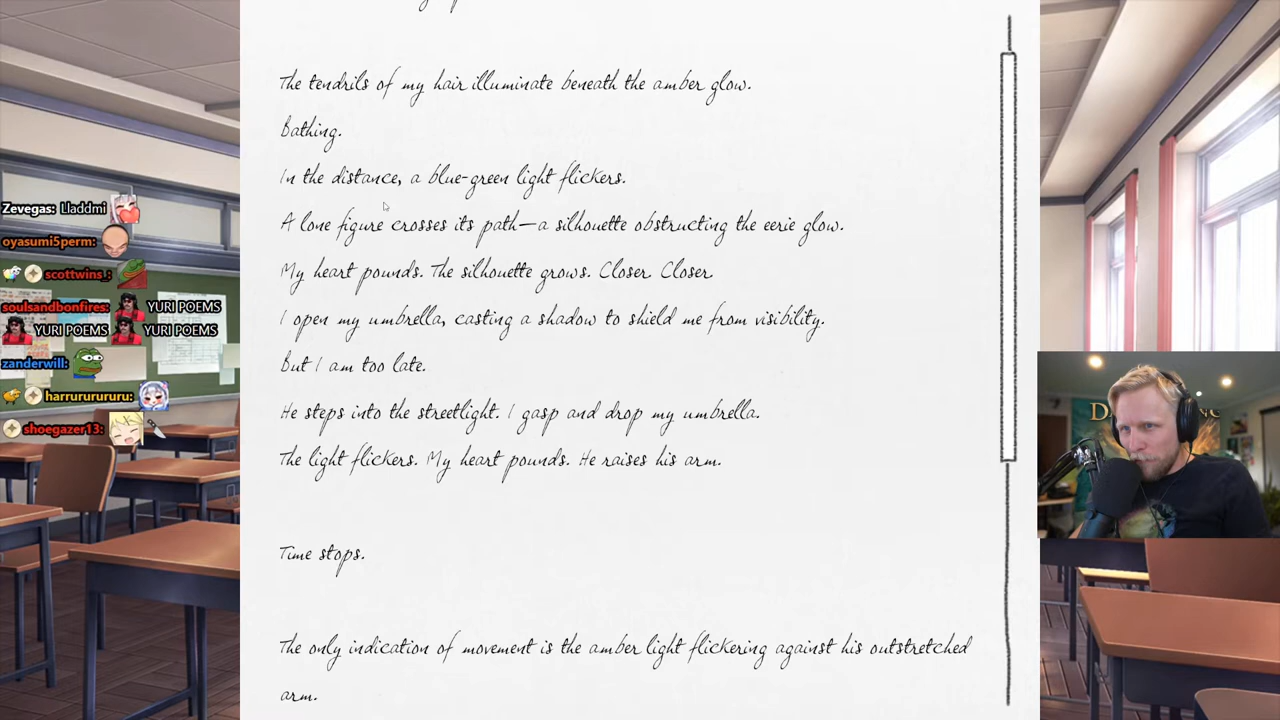 The tendrils of my hair illuminate beneath the amber glow.
Bathing.
In the distance, a blue-green light flickers.
A lone figure crosses its path—a silhouette obstructing the eerie glow.
My heart pounds. The silhouette grows. Closer. Closer.
I open my umbrella, casting a shadow to shield me from visibility.
But I am too late.
He steps into the streetlight. I gasp and drop my umbrella.
The light flickers. My heart pounds. He raises his arm.
Time stops.
The only indication of movement is the amber light flickering against his outstretched
arm.
Zevegas: Lladdmi
oyasumi5perm:
scottwins_:
soulsandbonfires: YURI POEMS
YURI POEMS YURI POEMS
zanderwill:
harrurururururu:
shoegazer13: